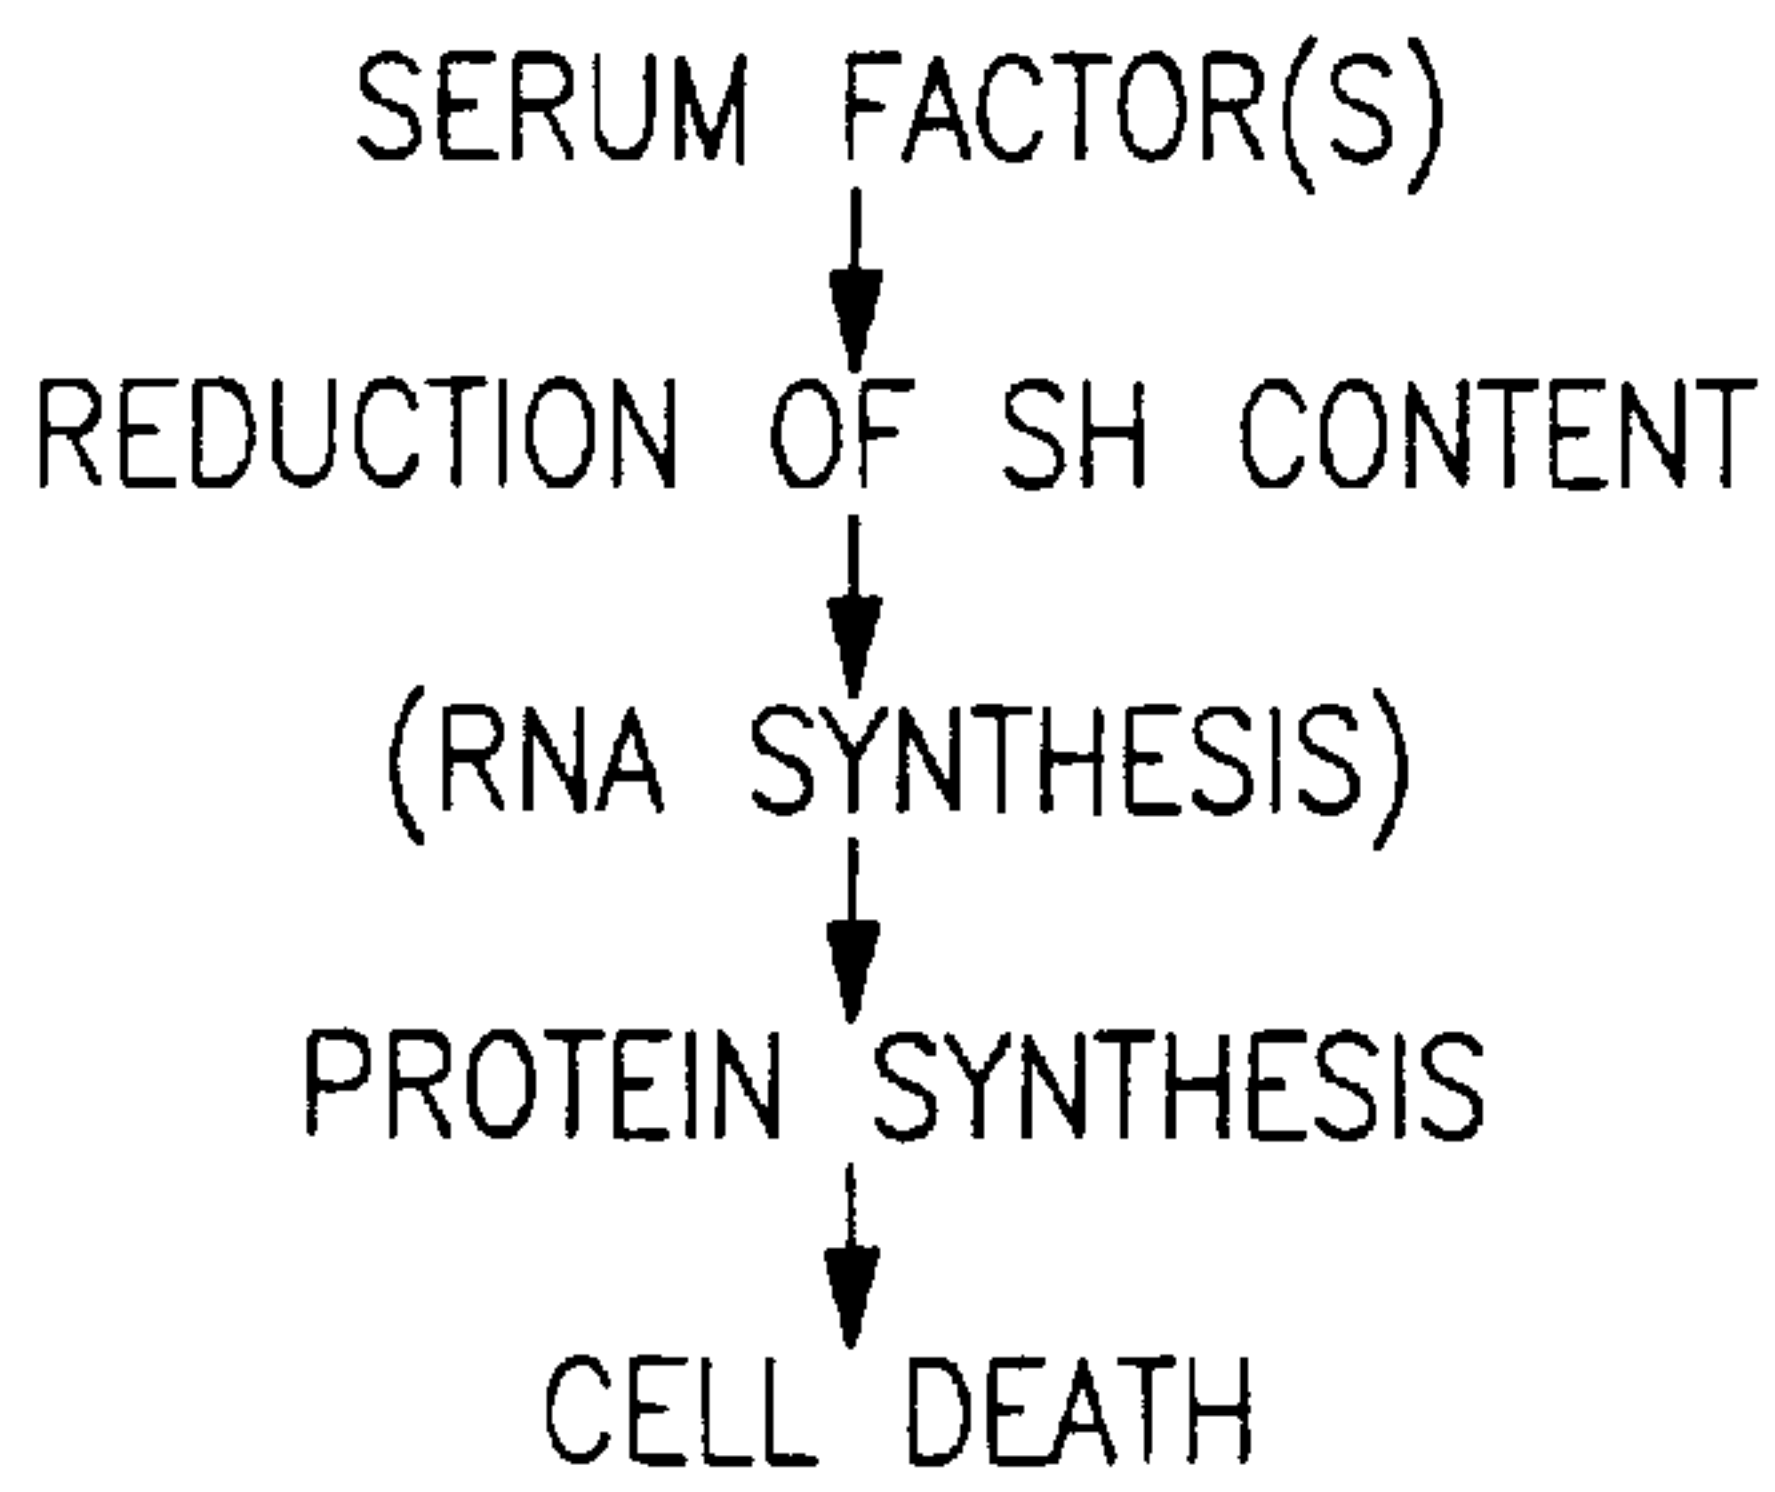 SERUM FACTOR(S)
REDUCTION OF SH CONTENT
(RNA SYNTHESIS)
PROTEIN SYNTHESIS
CELL DEATH